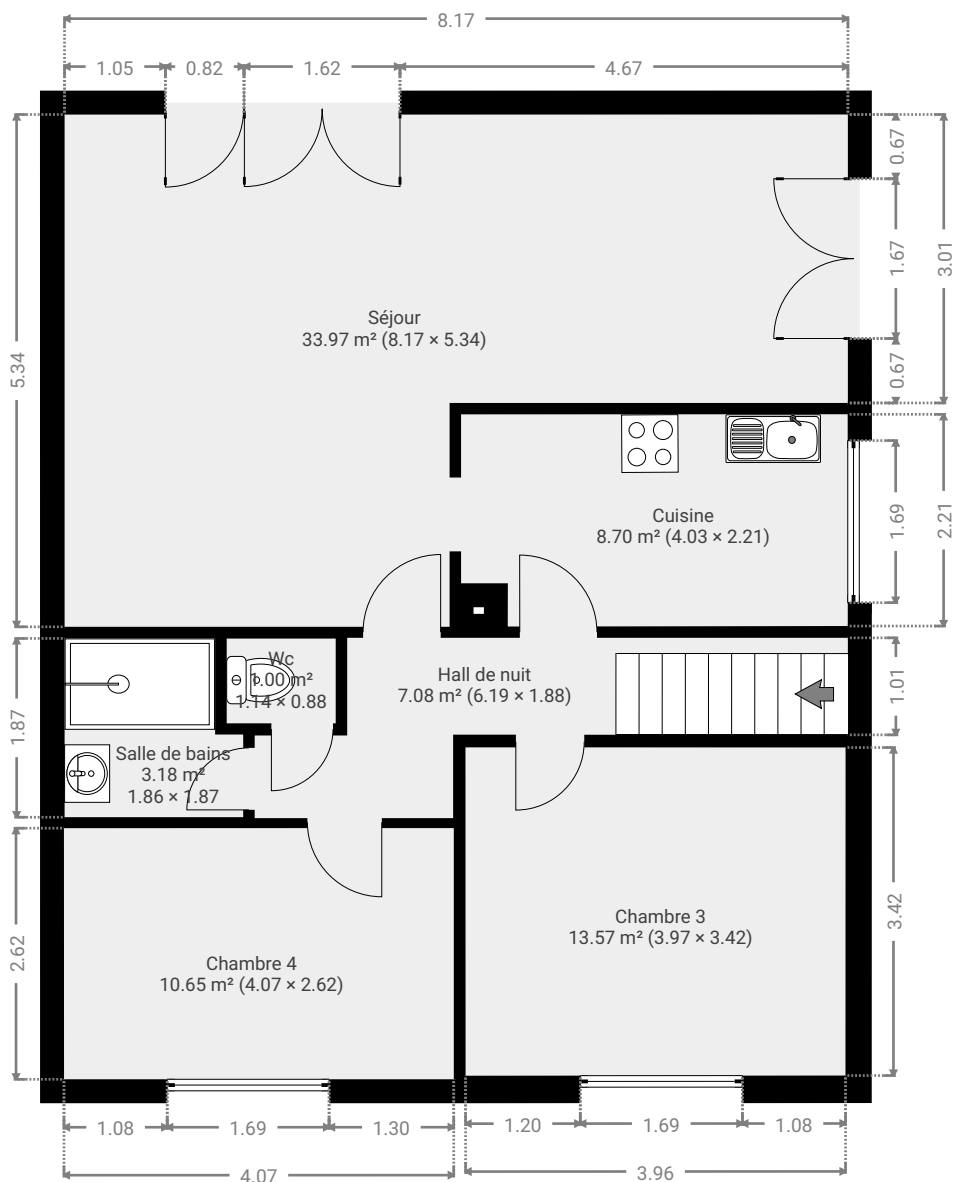 8.17
1.05 0.82 1.62 4.67
0.67
1.67
3.01
0.67
5.34
Séjour
33.97 m² (8.17 × 5.34)
Cuisine
8.70 m² (4.03 × 2.21)
1.69
2.21
Wc
1.00 m²
1.14 × 0.88
Hall de nuit
7.08 m² (6.19 × 1.88)
1.01
1.87
Salle de bains
3.18 m²
1.86 × 1.87
Chambre 3
13.57 m² (3.97 × 3.42)
3.42
Chambre 4
10.65 m² (4.07 × 2.62)
2.62
1.08 1.69 1.30 1.20 1.69 1.08
4.07 3.96